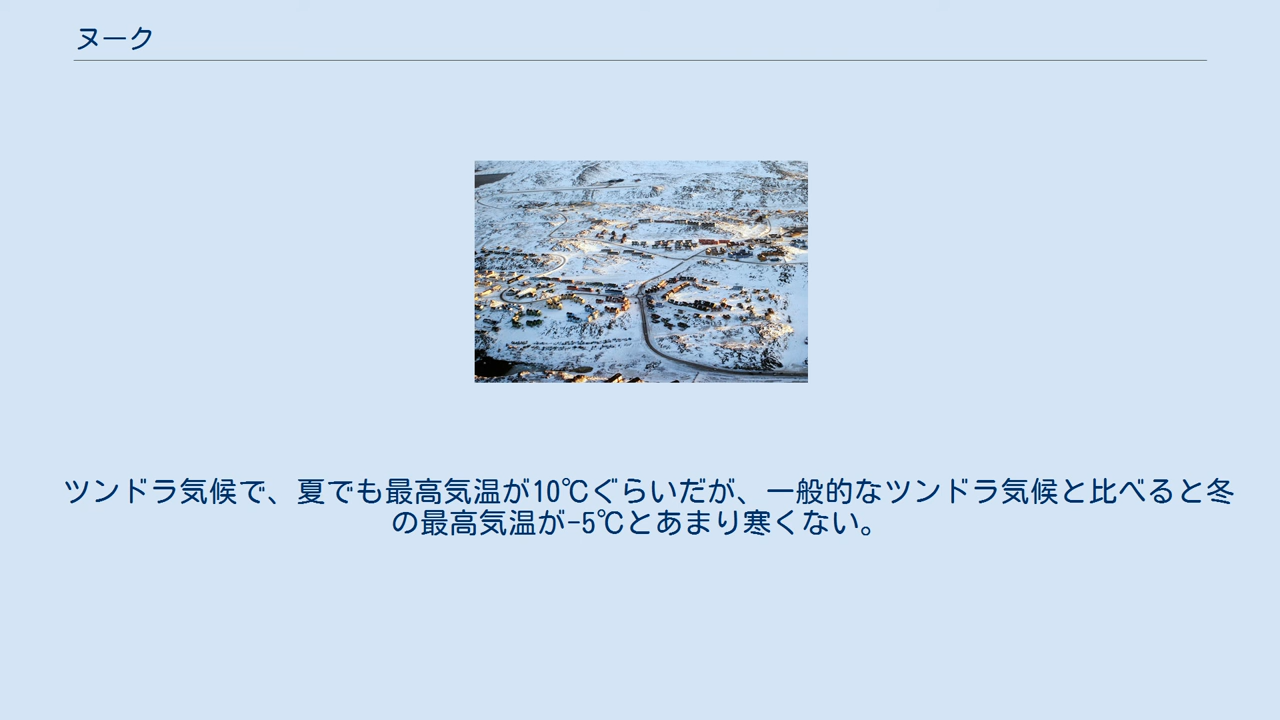 ヌーク
ツンドラ気候で、夏でも最高気温が10℃ぐらいだが、一般的なツンドラ気候と比べると冬
の最高気温が-5℃とあまり寒くない。